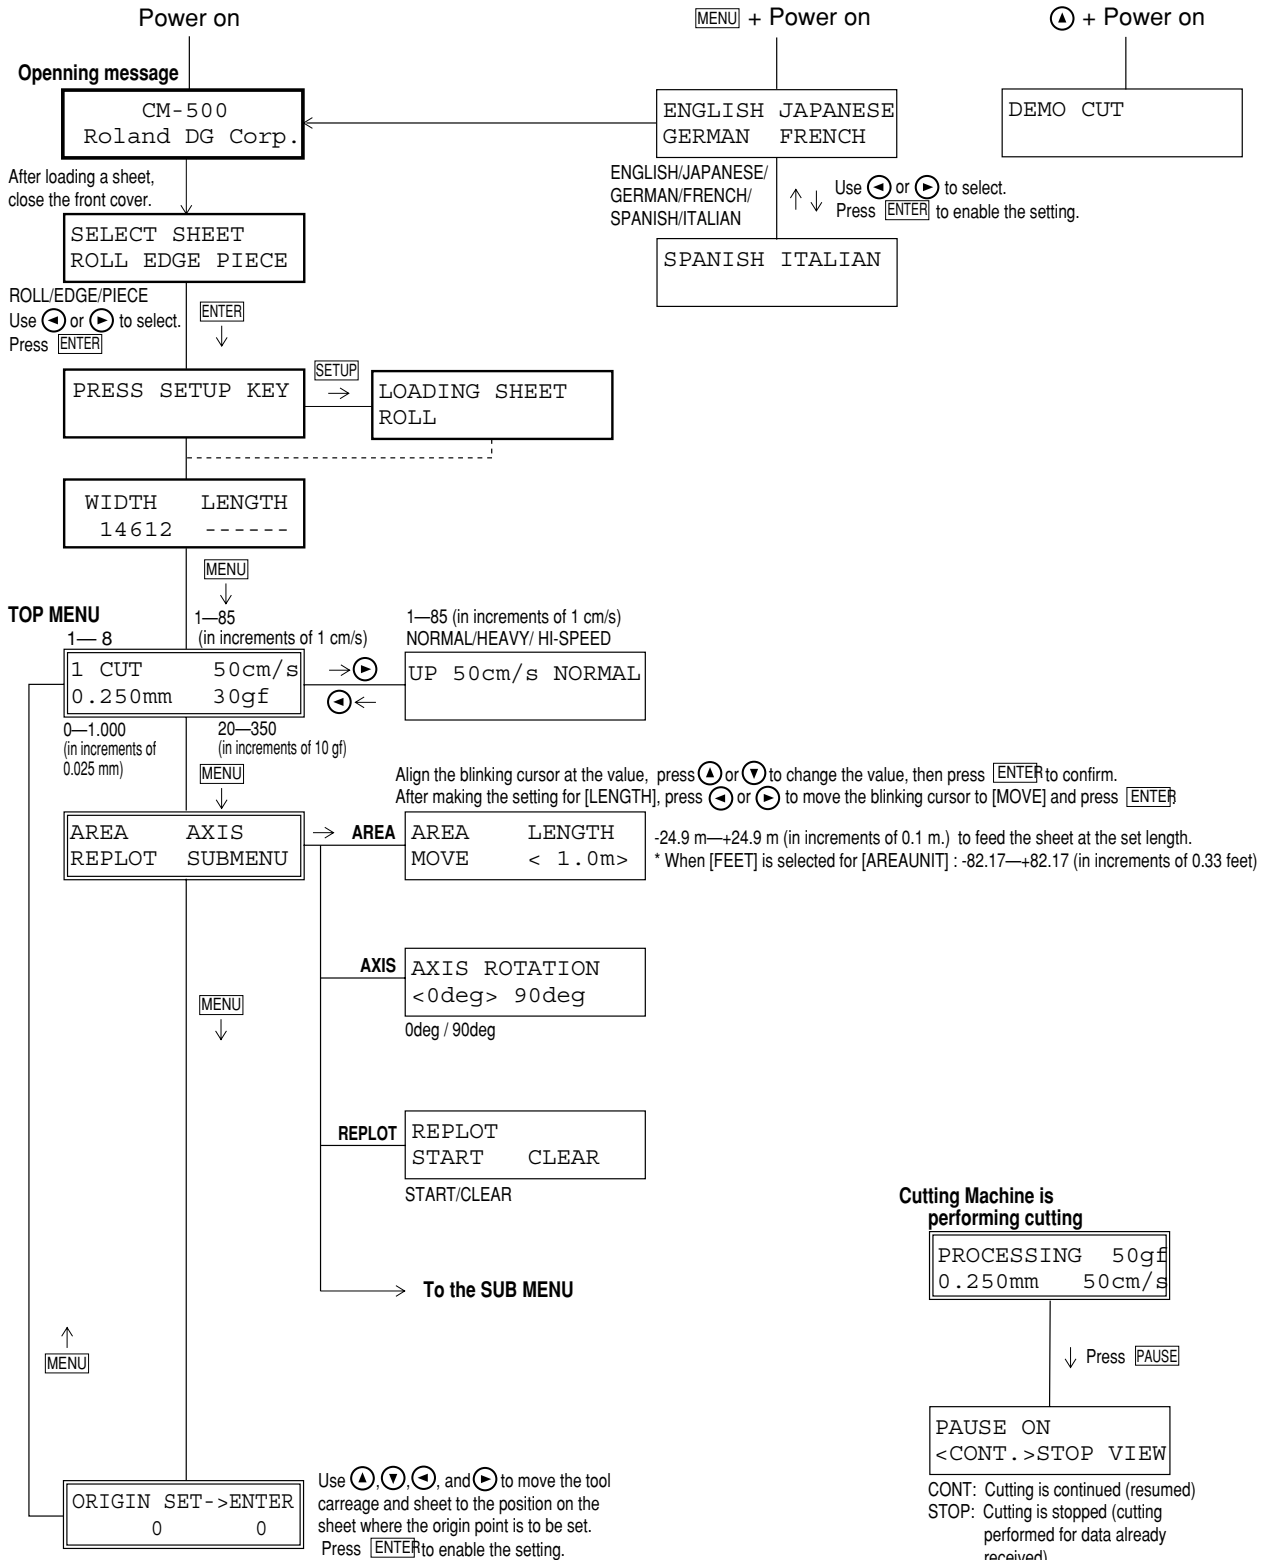 Power on
MENU + Power on
+ Power on
Openning message
CM-500
Roland DG Corp.
ENGLISH JAPANESE
GERMAN FRENCH
DEMO CUT
After loading a sheet,
close the front cover.
ENGLISH/JAPANESE/
GERMAN/FRENCH/
SPANISH/ITALIAN
Use or to select.
Press ENTER to enable the setting.
SELECT SHEET
ROLL EDGE PIECE
SPANISH ITALIAN
ROLL/EDGE/PIECE
Use or to select.
Press ENTER
ENTER
PRESS SETUP KEY
SETUP
LOADING SHEET
ROLL
WIDTH LENGTH
14612 ------
MENU
TOP MENU
1— 8
1—85
(in increments of 1 cm/s)
1—85 (in increments of 1 cm/s)
NORMAL/HEAVY/ HI-SPEED
1 CUT 50cm/s
0.250mm 30gf
UP 50cm/s NORMAL
0—1.000
(in increments of
0.025 mm)
20—350
(in increments of 10 gf)
MENU
Align the blinking cursor at the value, press or to change the value, then press ENTER to confirm.
After making the setting for [LENGTH], press or to move the blinking cursor to [MOVE] and press ENTER
AREA AXIS
REPLOT SUBMENU
AREA
AREA LENGTH
MOVE < 1.0m>
-24.9 m—+24.9 m (in increments of 0.1 m.) to feed the sheet at the set length.
* When [FEET] is selected for [AREAUNIT] : -82.17—+82.17 (in increments of 0.33 feet)
AXIS
AXIS ROTATION
<0deg> 90deg
0deg / 90deg
MENU
REPLOT
REPLOT
START CLEAR
START/CLEAR
To the SUB MENU
Cutting Machine is
performing cutting
PROCESSING 50gf
0.250mm 50cm/s
Press PAUSE
MENU
PAUSE ON
<CONT.>STOP VIEW
CONT: Cutting is continued (resumed)
STOP: Cutting is stopped (cutting
performed for data already
received)
ORIGIN SET->ENTER
0 0
Use , , , and to move the tool
carreage and sheet to the position on the
sheet where the origin point is to be set.
Press ENTER to enable the setting.